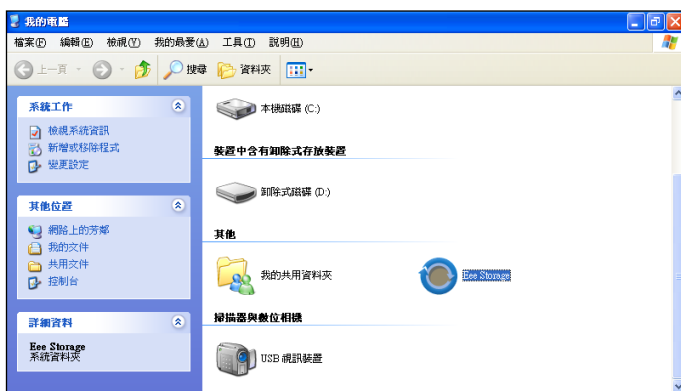 我的電腦
檔案(F) 編輯(E) 檢視(V) 我的最愛(A) 工具(T) 說明(H)
上一頁 搜尋 資料夾
系統工作
檢視系統資訊
新增或移除程式
變更設定
其他位置
網路上的芳鄰
我的文件
共用文件
控制台
詳細資料
Eee Storage
系統資料夾
本機磁碟 (C:)
裝置中含有卸除式存放裝置
卸除式磁碟 (D:)
其他
我的共用資料夾 Eee Storage
掃描器與數位相機
USB 視訊裝置